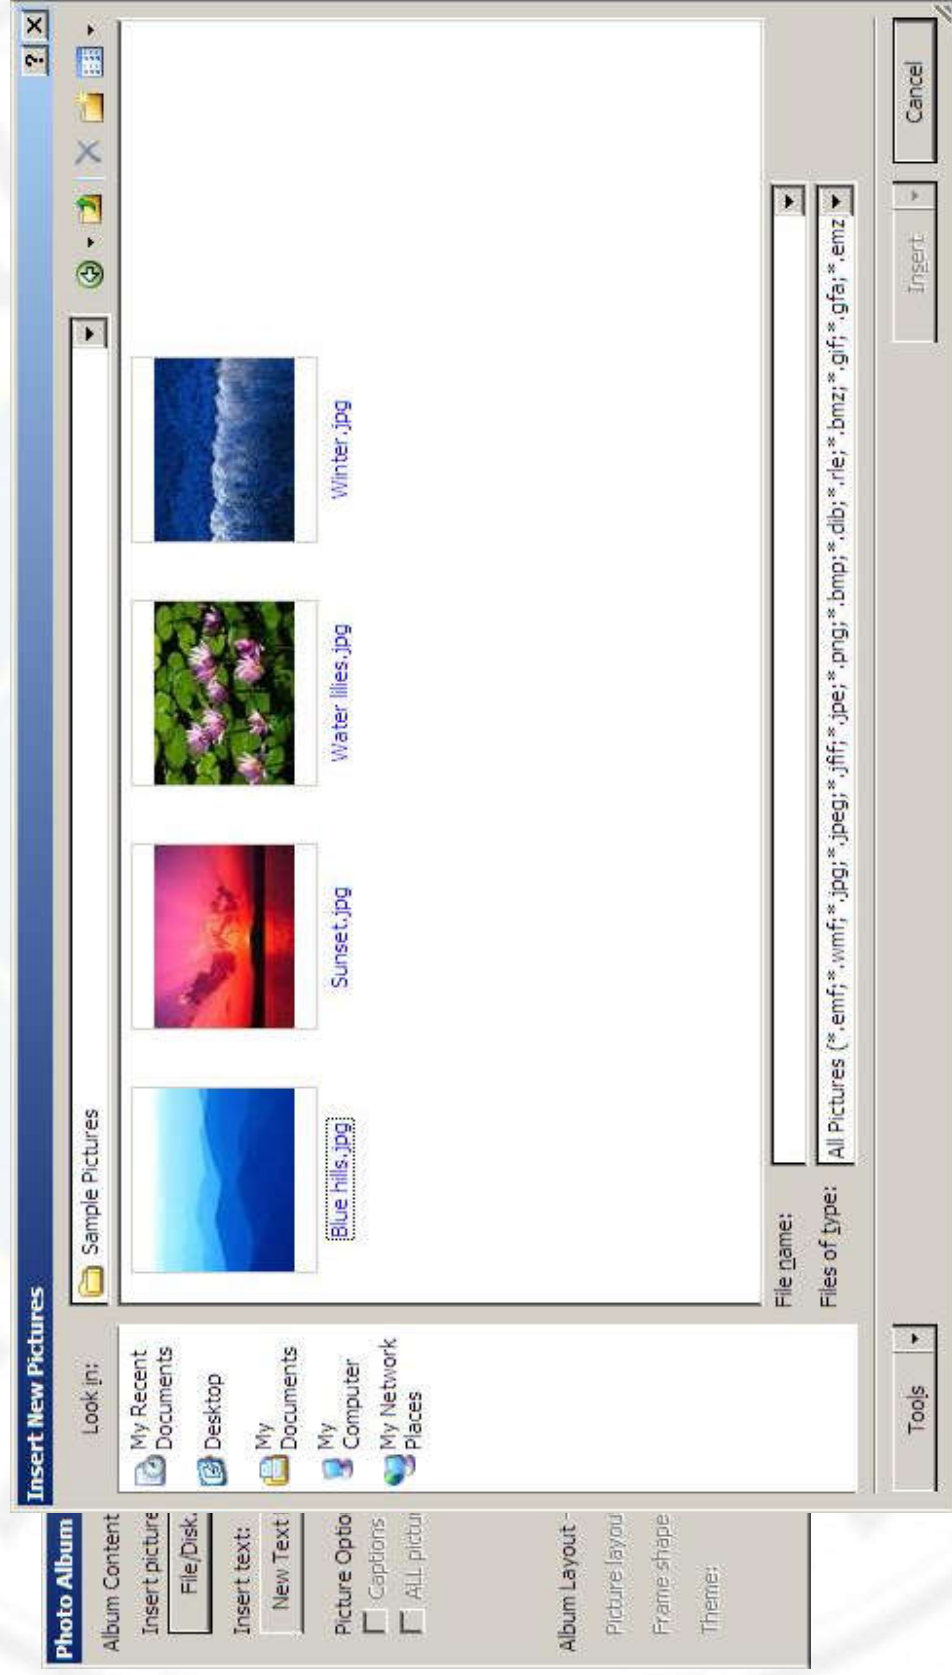 Photo Album
Album Content
Insert picture
File/Disk.
Insert text:
New Text
Picture Optio
Captions
ALL pictur
Album Layout
Picture layou
Frame shape
Theme:
Insert New Pictures
Look in:
Sample Pictures
My Recent
Documents
Desktop
My
Documents
My
Computer
My Network
Places
Blue hills.jpg
Sunset.jpg
Water lilies.jpg
Winter.jpg
File name:
Files of type:
All Pictures (*.emf;*.wmf;*.jpg;*.jpeg;*.jfif;*.jpe;*.png;*.bmp;*.dib;*.rle;*.bmz;*.gif;*.gfa;*.emz
Tools
Insert
Cancel